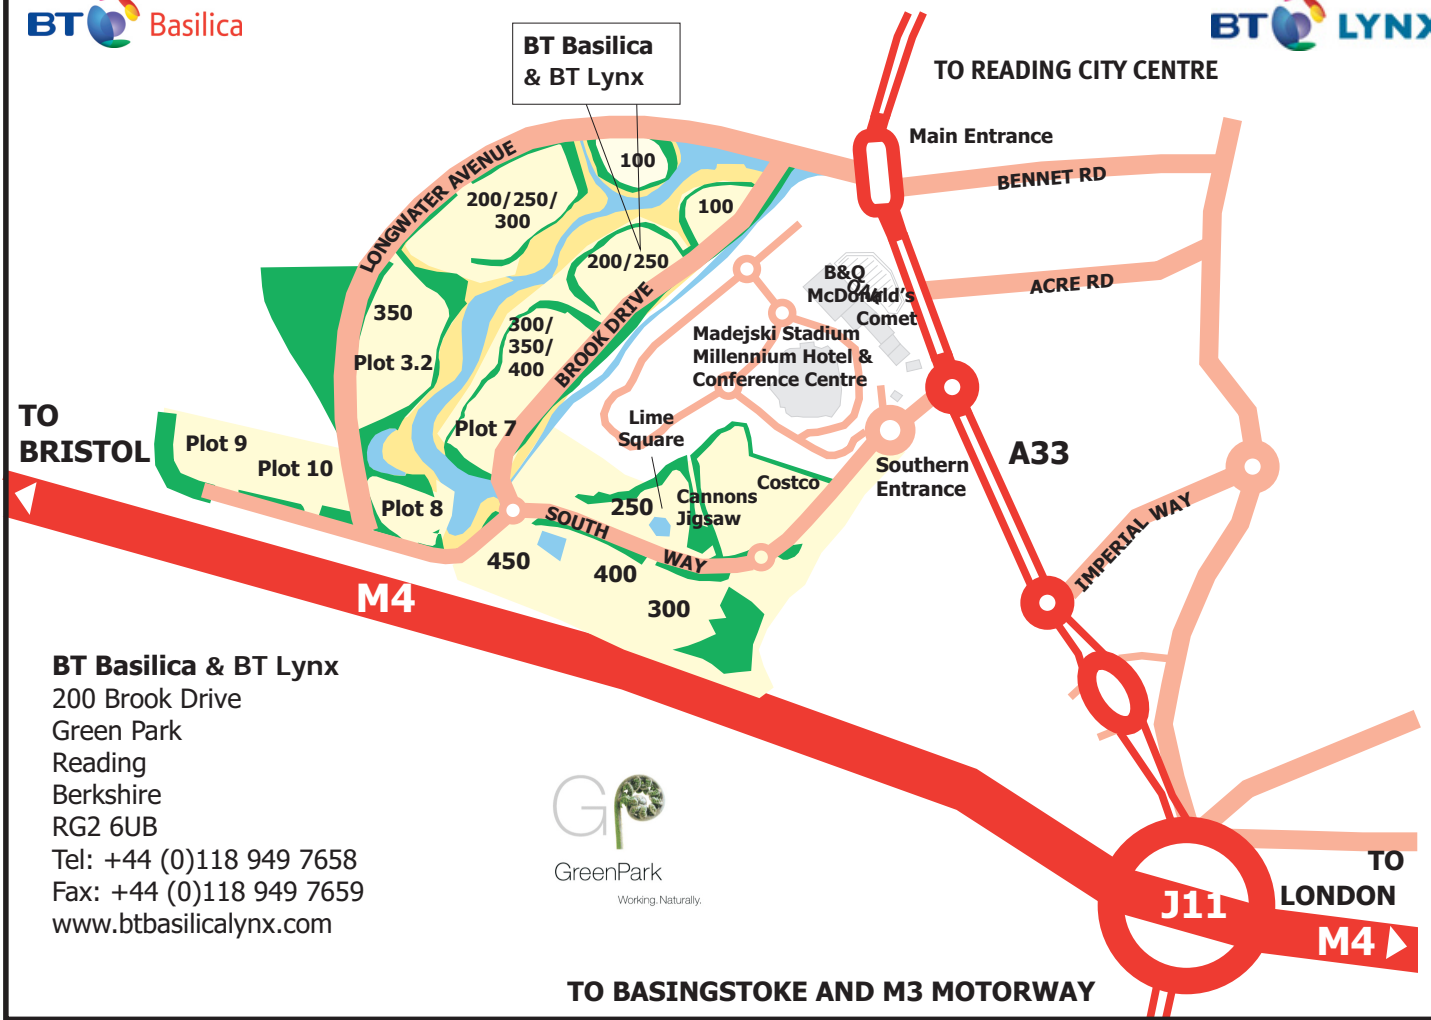 BT Basilica
BT LYNX
BT Basilica
& BT Lynx
TO READING CITY CENTRE
Main Entrance
BENNET RD
ACRE RD
LONGWATER AVENUE
100
200/250/
300
100
200/250
BROOK DRIVE
350
Plot 3.2
300/
350/
400
Plot 7
B&Q
McDonald's
Comet
Madejski Stadium
Millennium Hotel &
Conference Centre
Lime
Square
TO
BRISTOL
Plot 9
Plot 10
Plot 8
250
Cannons
Jigsaw
Costco
Southern
Entrance
A33
IMPERIAL WAY
SOUTH WAY
450
400
300
M4
BT Basilica & BT Lynx
200 Brook Drive
Green Park
Reading
Berkshire
RG2 6UB
Tel: +44 (0)118 949 7658
Fax: +44 (0)118 949 7659
www.btbasilicalynx.com
GP
GreenPark
Working. Naturally.
J11
TO
LONDON
M4
TO BASINGSTOKE AND M3 MOTORWAY